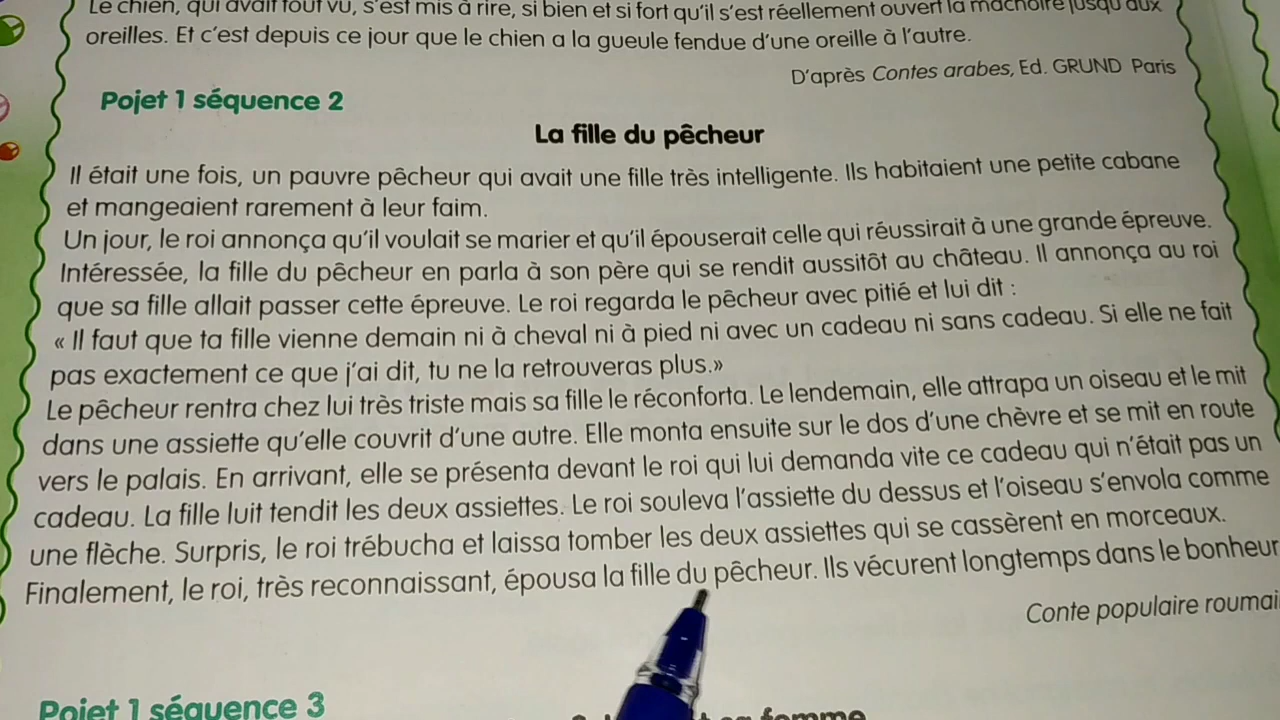 Le chien, qui avait tout vu, s'est mis à rire, si bien et si fort qu'il s'est réellement ouvert la mâchoire jusqu'aux
oreilles. Et c'est depuis ce jour que le chien a la gueule fendue d'une oreille à l'autre.
D'après Contes arabes, Ed. GRUND Paris
Pojet 1 séquence 2
La fille du pêcheur
Il était une fois, un pauvre pêcheur qui avait une fille très intelligente. Ils habitaient une petite cabane
et mangeaient rarement à leur faim.
Un jour, le roi annonça qu'il voulait se marier et qu'il épouserait celle qui réussirait à une grande épreuve.
Intéressée, la fille du pêcheur en parla à son père qui se rendit aussitôt au château. Il annonça au roi
que sa fille allait passer cette épreuve. Le roi regarda le pêcheur avec pitié et lui dit :
« Il faut que ta fille vienne demain ni à cheval ni à pied ni avec un cadeau ni sans cadeau. Si elle ne fait
pas exactement ce que j'ai dit, tu ne la retrouveras plus.»
Le pêcheur rentra chez lui très triste mais sa fille le réconforta. Le lendemain, elle attrapa un oiseau et le mit
dans une assiette qu'elle couvrit d'une autre. Elle monta ensuite sur le dos d'une chèvre et se mit en route
vers le palais. En arrivant, elle se présenta devant le roi qui lui demanda vite ce cadeau qui n'était pas un
cadeau. La fille luit tendit les deux assiettes. Le roi souleva l'assiette du dessus et l'oiseau s'envola comme
une flèche. Surpris, le roi trébucha et laissa tomber les deux assiettes qui se cassèrent en morceaux.
Finalement, le roi, très reconnaissant, épousa la fille du pêcheur. Ils vécurent longtemps dans le bonheur
Conte populaire roumai
Pojet 1 séquence 3
femme